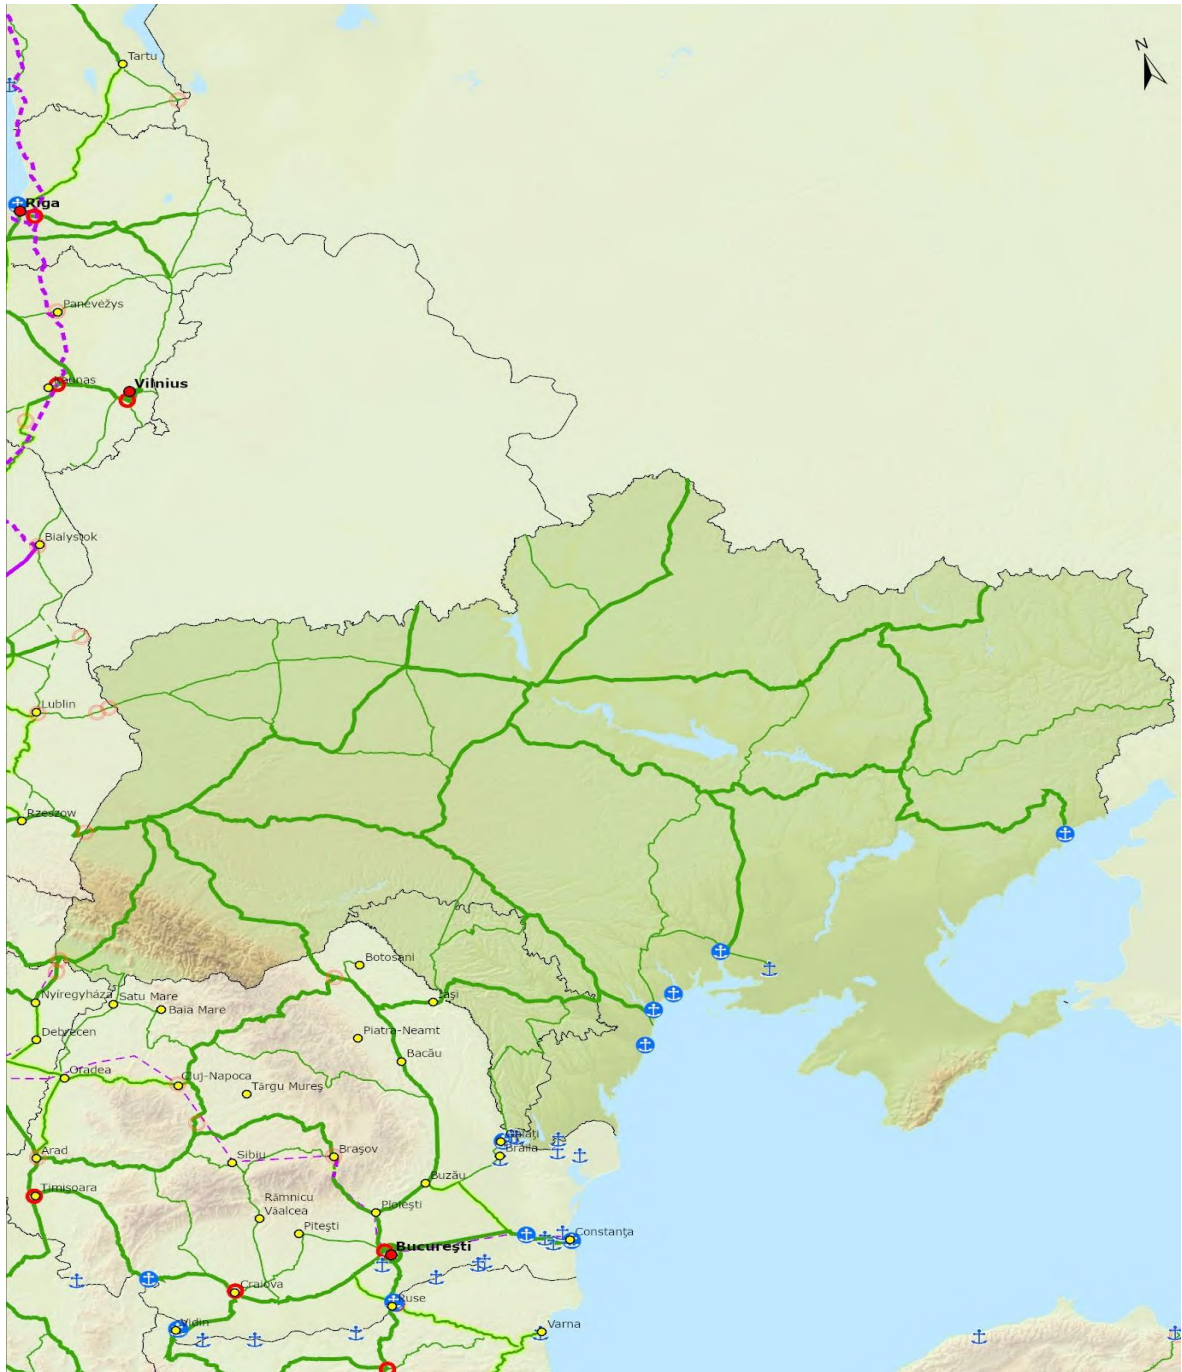 N
Tartu
Rīga
Panevėžys
Kaunas
Vilnius
Bialystok
Lublin
Rzeszow
Botoșani
Nyíregyháza
Satu Mare
Baia Mare
Iași
Debrecen
Piatra-Neamt
Bacău
Oradea
Cluj-Napoca
Târgu Mureș
Galați
Brăila
Arad
Sibiu
Brașov
Buzău
Timișoara
Râmnicu
Vâalcea
Ploiești
Pitești
Constanţa
București
Craiova
Ruse
Vidin
Varna